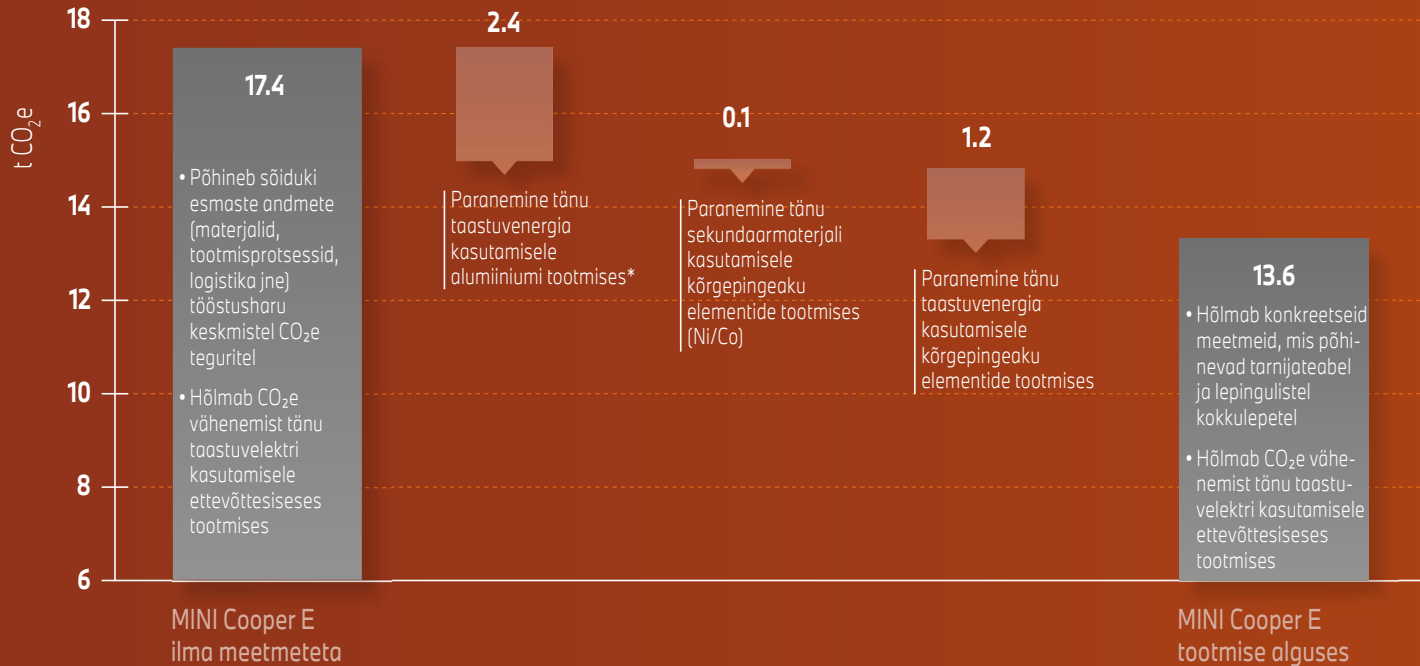 18
16
14
12
10
8
6
t CO₂e
17.4
• Põhineb sõiduki
esmaste andmete
(materjalid,
tootmisprotsessid,
logistika jne)
tööstusharu
keskmistel CO₂e
teguritel
• Hõlmab CO₂e
vähenemist tänu
taastuvelektri
kasutamisele
ettevõttesiseses
tootmises
MINI Cooper E
ilma meetmeteta
2.4
Paranemine tänu
taastuvenergia
kasutamisele
alumiiniumi tootmises*
0.1
Paranemine tänu
sekundaarmaterjali
kasutamisele
kõrgepingeaku
elementide tootmises
(Ni/Co)
1.2
Paranemine tänu
taastuvenergia
kasutamisele
kõrgepingeaku
elementide tootmises
13.6
• Hõlmab konkreetseid
meetmeid, mis põhi-
nevad tarnijateabel
ja lepingulistel
kokkulepetel
• Hõlmab CO₂e vähe-
nemist tänu taastu-
velektri kasutamisele
ettevõttesiseses
tootmises
MINI Cooper E
tootmise alguses